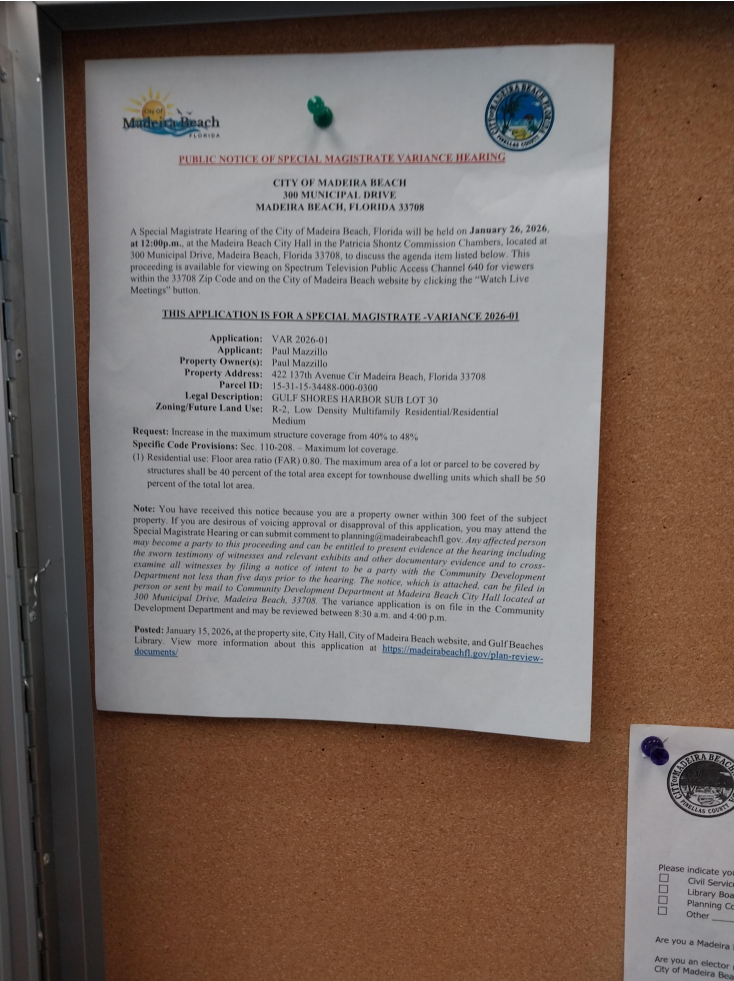 City Of
Madeira Beach
FLORIDA
CITY OF MADEIRA BEACH, FLORIDA
PINELLAS COUNTY
PUBLIC NOTICE OF SPECIAL MAGISTRATE VARIANCE HEARING
CITY OF MADEIRA BEACH
300 MUNICIPAL DRIVE
MADEIRA BEACH, FLORIDA 33708
A Special Magistrate Hearing of the City of Madeira Beach, Florida will be held on January 26, 2026,
at 12:00p.m., at the Madeira Beach City Hall in the Patricia Shontz Commission Chambers, located at
300 Municipal Drive, Madeira Beach, Florida 33708, to discuss the agenda item listed below. This
proceeding is available for viewing on Spectrum Television Public Access Channel 640 for viewers
within the 33708 Zip Code and on the City of Madeira Beach website by clicking the “Watch Live
Meetings” button.
THIS APPLICATION IS FOR A SPECIAL MAGISTRATE -VARIANCE 2026-01
Application: VAR 2026-01
Applicant: Paul Mazzillo
Property Owner(s): Paul Mazzillo
Property Address: 422 137th Avenue Cir Madeira Beach, Florida 33708
Parcel ID: 15-31-15-34488-000-0300
Legal Description: GULF SHORES HARBOR SUB LOT 30
Zoning/Future Land Use: R-2, Low Density Multifamily Residential/Residential
Medium
Request: Increase in the maximum structure coverage from 40% to 48%
Specific Code Provisions: Sec. 110-208. – Maximum lot coverage.
(1) Residential use: Floor area ratio (FAR) 0.80. The maximum area of a lot or parcel to be covered by
structures shall be 40 percent of the total area except for townhouse dwelling units which shall be 50
percent of the total lot area.
Note: You have received this notice because you are a property owner within 300 feet of the subject
property. If you are desirous of voicing approval or disapproval of this application, you may attend the
Special Magistrate Hearing or can submit comment to planning@madeirabeachfl.gov. Any affected person
may become a party to this proceeding and can be entitled to present evidence at the hearing including
the sworn testimony of witnesses and relevant exhibits and other documentary evidence and to cross-
examine all witnesses by filing a notice of intent to be a party with the Community Development
Department not less than five days prior to the hearing. The notice, which is attached, can be filed in
person or sent by mail to Community Development Department at Madeira Beach City Hall located at
300 Municipal Drive, Madeira Beach, 33708. The variance application is on file in the Community
Development Department and may be reviewed between 8:30 a.m. and 4:00 p.m.
Posted: January 15, 2026, at the property site, City Hall, City of Madeira Beach website, and Gulf Beaches
Library. View more information about this application at https://madeirabeachfl.gov/plan-review-
documents/
CITY OF MADEIRA BEACH
PINELLAS COUNTY
Please indicate yo
Civil Servic
Library Boa
Planning Co
Other ____
Are you a Madeira
Are you an elector
City of Madeira Bea